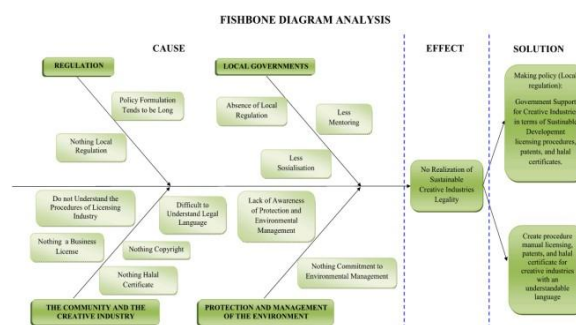 FISHBONE DIAGRAM ANALYSIS
CAUSE
EFFECT
SOLUTION
REGULATION
LOCAL GOVERNMENTS
Policy Formulation
Tends to be Long
Nothing Local
Regulation
Absence of Local
Regulation
Less
Mentoring
Less
Sosialisation
Making policy (Local
regulation):
Government Support
for Creative Industries
in terms of Sustinable
Developemnt
licensing procedures,
patents, and halal
certificates.
No Realization of
Sustainable
Creative Industries
Legality
Do not Understand the
Procedures of Licensing
Industry
Difficult to
Understand Legal
Language
Nothing a Business
License
Nothing Copyright
Nothing Halal
Certificate
Lack of Awareness
of Protection and
Environmental
Management
Nothing Commitment to
Environmental Management
Create procedure
manual licensing,
patents, and halal
certificate for
creative industries
with an
understandable
language
THE COMMUNITY AND THE
CREATIVE INDUSTRY
PROTECTION AND MANAGEMENT
OF THE ENVIRONMENT